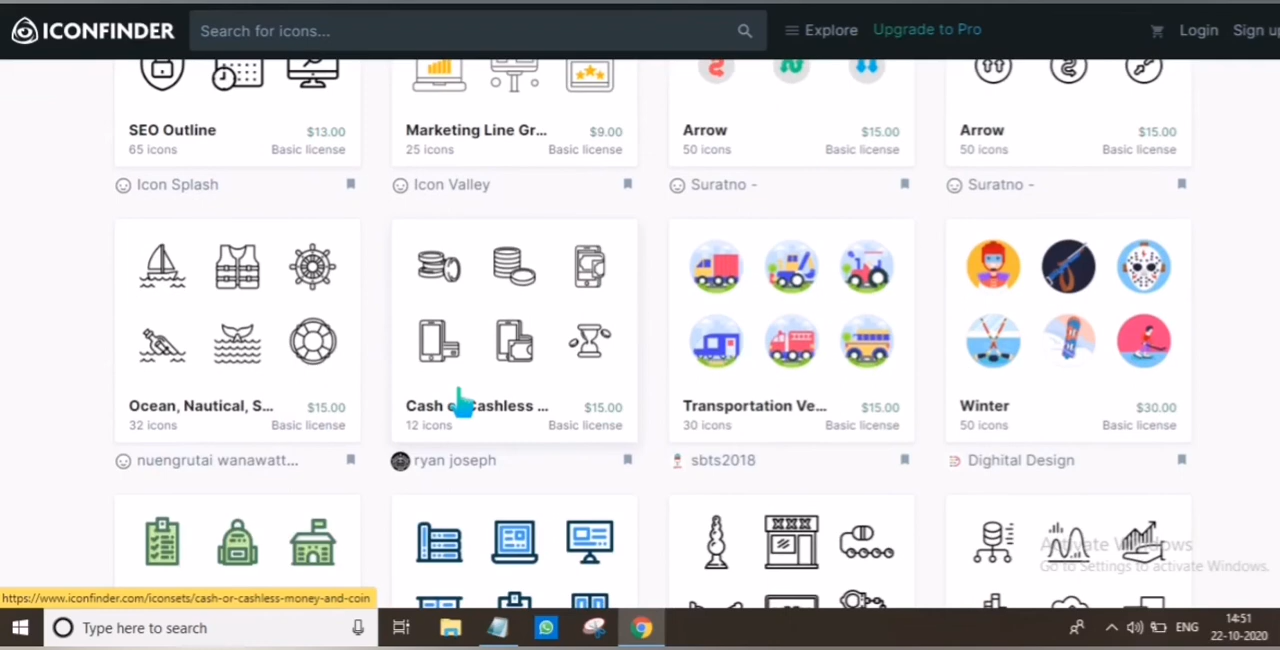 ICONFINDER Search for icons... Explore Upgrade to Pro Login Sign up
SEO Outline $13.00
65 icons Basic license
Icon Splash
Marketing Line Gr... $9.00
25 icons Basic license
Icon Valley
Arrow $15.00
50 icons Basic license
Suratno -
Arrow $15.00
50 icons Basic license
Suratno -
Ocean, Nautical, S... $15.00
32 icons Basic license
nuengrutai wanawatt...
Cash Cashless ... $15.00
12 icons Basic license
ryan joseph
Transportation Ve... $15.00
30 icons Basic license
sbts2018
Winter $30.00
50 icons Basic license
Dighital Design
XXX
Activate Windows
Go to Settings to activate Windows.
https://www.iconfinder.com/iconsets/cash-or-cashless-money-and-coin
Type here to search
ENG
14:51
22-10-2020